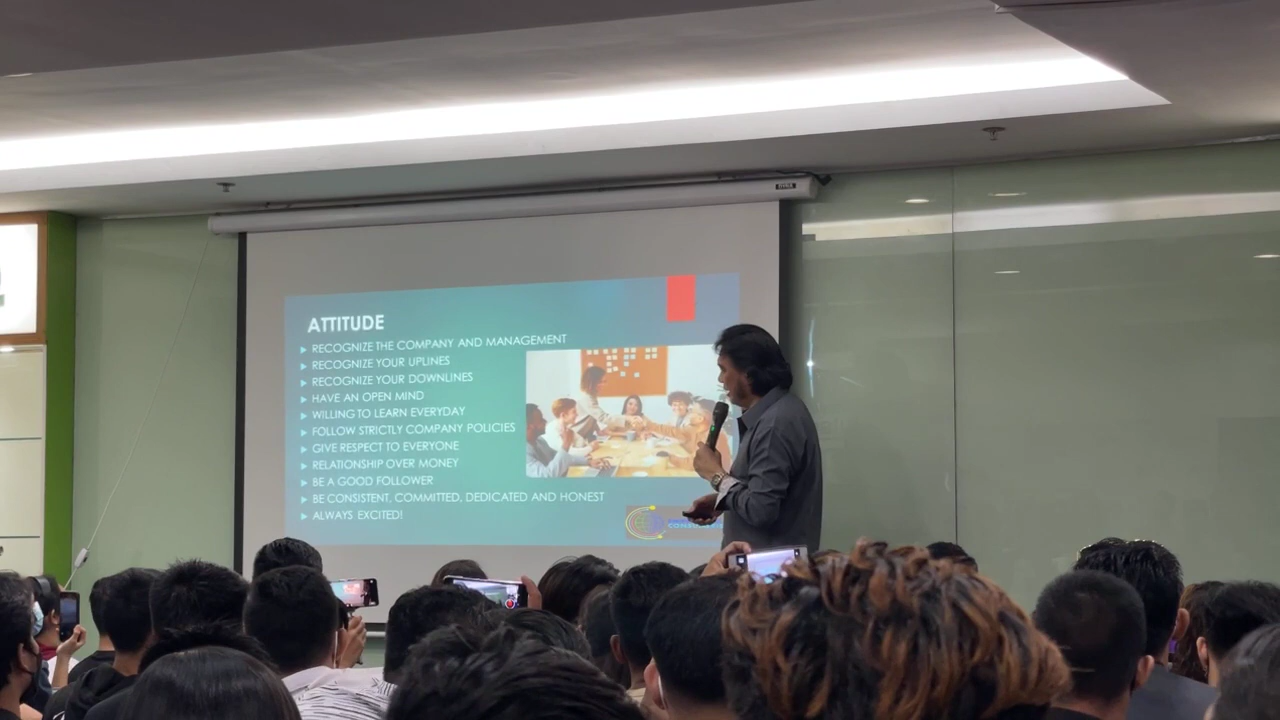 ATTITUDE
RECOGNIZE THE COMPANY AND MANAGEMENT
RECOGNIZE YOUR UPLINES
RECOGNIZE YOUR DOWNLINES
HAVE AN OPEN MIND
WILLING TO LEARN EVERYDAY
FOLLOW STRICTLY COMPANY POLICIES
GIVE RESPECT TO EVERYONE
RELATIONSHIP OVER MONEY
BE A GOOD FOLLOWER
BE CONSISTENT, COMMITTED, DEDICATED AND HONEST
ALWAYS EXCITED!